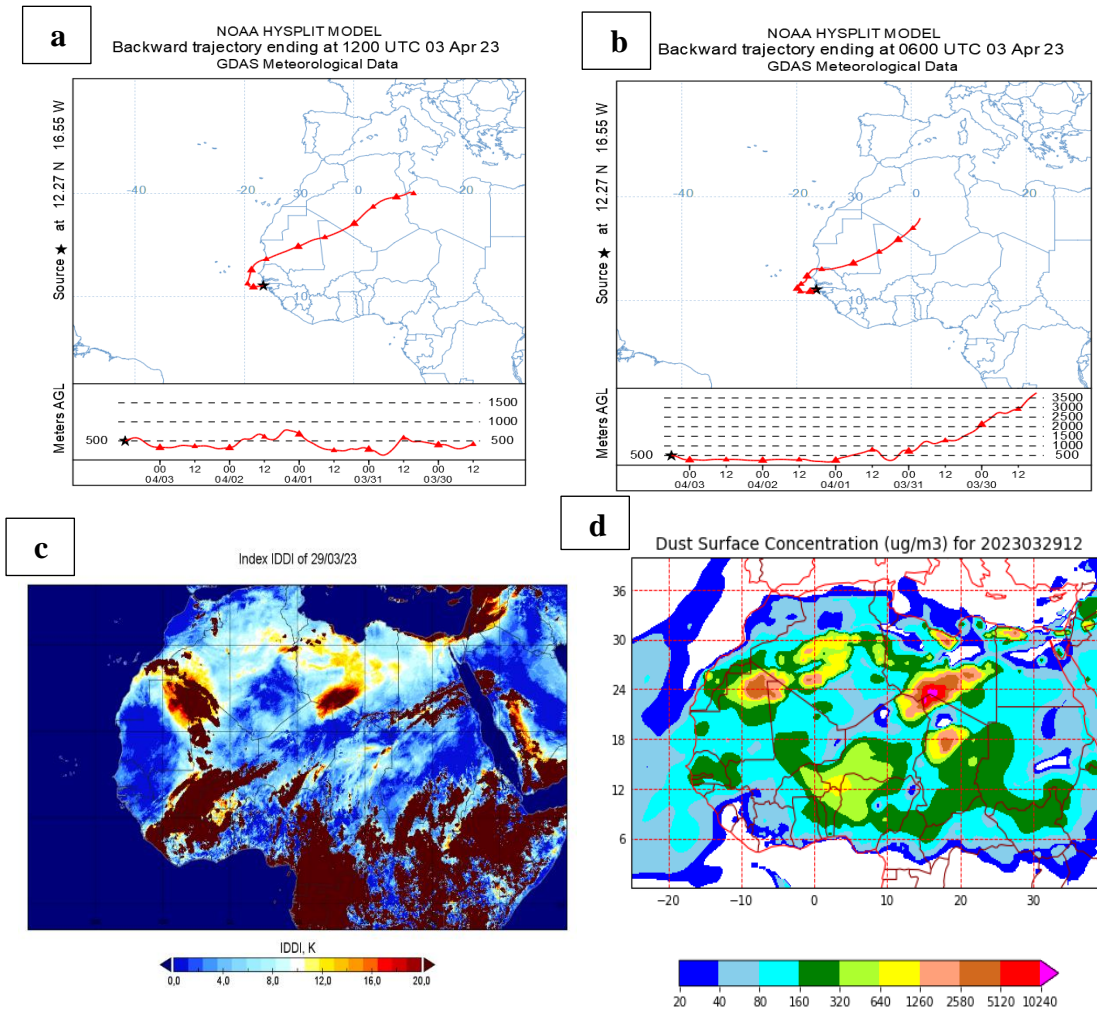 a
NOAA HYSPLIT MODEL
Backward trajectory ending at 1200 UTC 03 Apr 23
GDAS Meteorological Data
Source ★ at 12.27 N 16.55 W
-40
-20
30
0
20
10
Meters AGL
1500
1000
500
500
00 12 00 12 00 12 00 12 00 12
04/03 04/02 04/01 03/31 03/30
b
NOAA HYSPLIT MODEL
Backward trajectory ending at 0600 UTC 03 Apr 23
GDAS Meteorological Data
Source ★ at 12.27 N 16.55 W
-40
-20
30
0
20
10
Meters AGL
3500
3000
2500
2000
1500
1000
500
500
00 12 00 12 00 12 00 12 00 12
04/03 04/02 04/01 03/31 03/30
c
Index IDDI of 29/03/23
IDDI, K
0,0 4,0 8,0 12,0 16,0 20,0
d
Dust Surface Concentration (ug/m3) for 2023032912
36
30
24
18
12
6
−20 −10 0 10 20 30
20 40 80 160 320 640 1260 2580 5120 10240